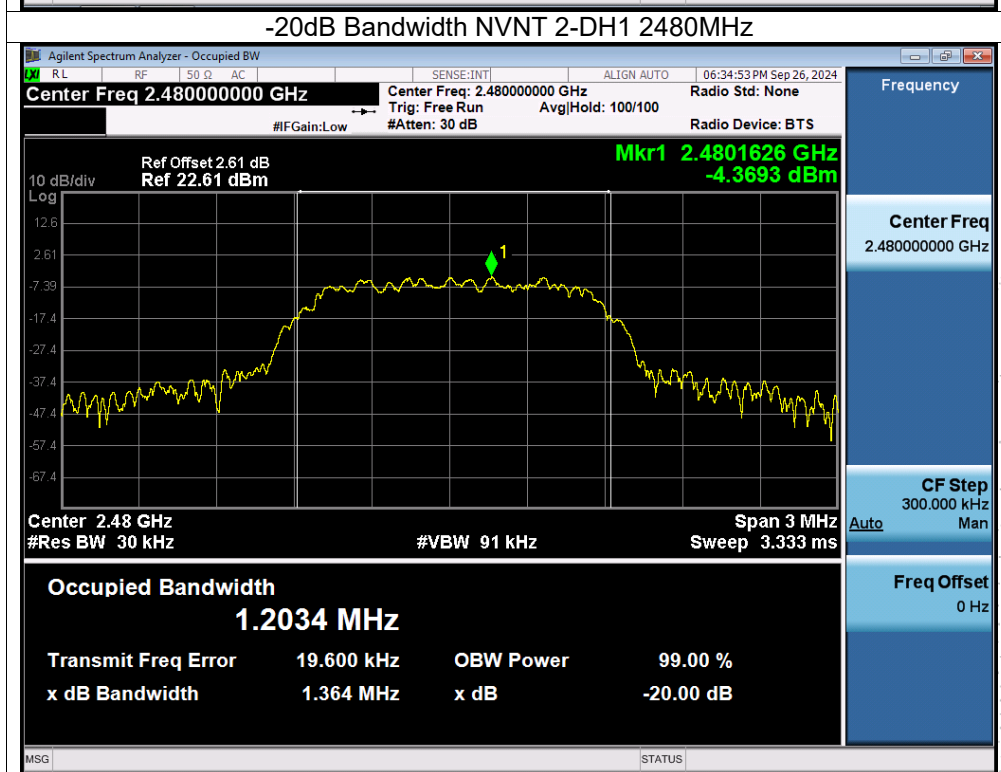 -20dB Bandwidth NVNT 2-DH1 2480MHz
Agilent Spectrum Analyzer - Occupied BW
LXI RL RF 50 Ω AC SENSE:INT ALIGN AUTO 06:34:53 PM Sep 26, 2024
Center Freq 2.480000000 GHz
Center Freq: 2.480000000 GHz Radio Std: None
Trig: Free Run Avg|Hold: 100/100
#IFGain:Low #Atten: 30 dB Radio Device: BTS
Frequency
Mkr1 2.4801626 GHz
-4.3693 dBm
Ref Offset 2.61 dB
10 dB/div Ref 22.61 dBm
Log
12.6
2.61
-7.39
-17.4
-27.4
-37.4
-47.4
-57.4
-67.4
1
Center 2.48 GHz Span 3 MHz
#Res BW 30 kHz #VBW 91 kHz Sweep 3.333 ms
Center Freq
2.480000000 GHz
CF Step
300.000 kHz
Auto Man
Freq Offset
0 Hz
Occupied Bandwidth
1.2034 MHz
Transmit Freq Error 19.600 kHz OBW Power 99.00 %
x dB Bandwidth 1.364 MHz x dB -20.00 dB
MSG STATUS